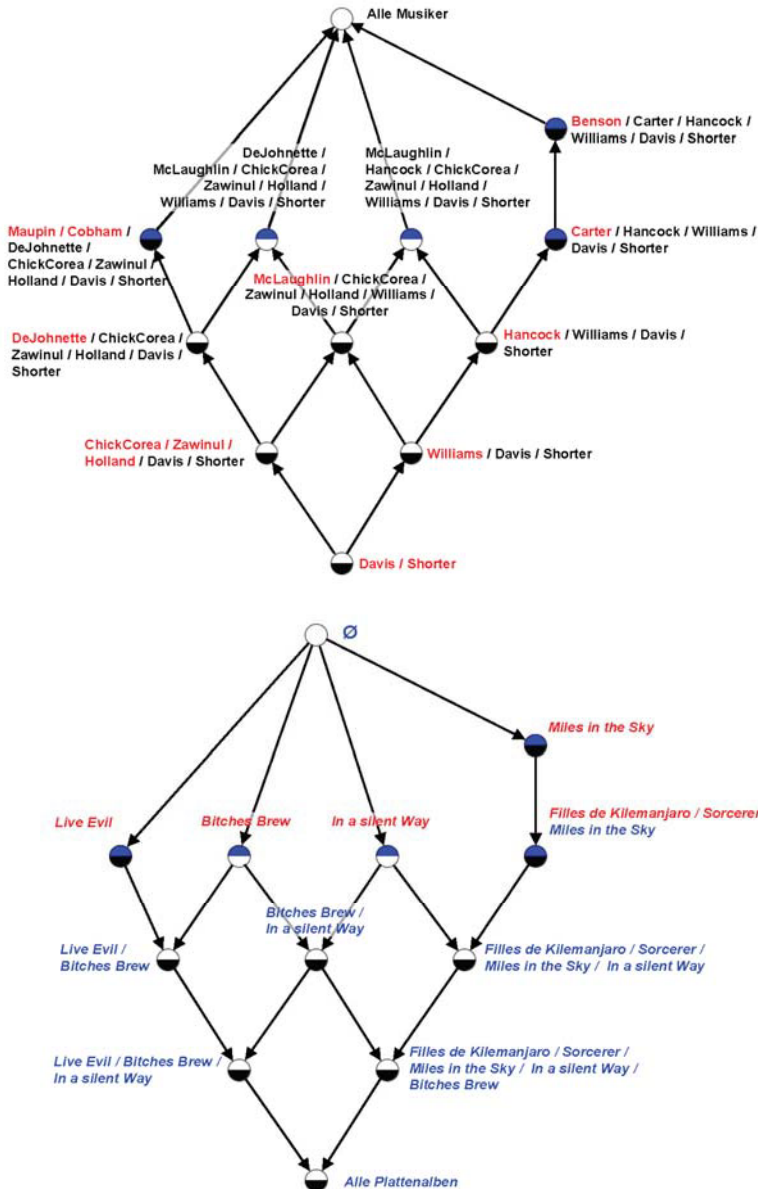 Alle Musiker
Benson / Carter / Hancock /
Williams / Davis / Shorter
DeJohnette /
McLaughlin / ChickCorea /
Zawinul / Holland /
Williams / Davis / Shorter
McLaughlin /
Hancock / ChickCorea /
Zawinul / Holland /
Williams / Davis / Shorter
Maupin / Cobham /
DeJohnette /
ChickCorea / Zawinul /
Holland / Davis / Shorter
Carter / Hancock / Williams /
Davis / Shorter
McLaughlin / ChickCorea /
Zawinul / Holland / Williams /
Davis / Shorter
DeJohnette / ChickCorea /
Zawinul / Holland / Davis /
Shorter
Hancock / Williams / Davis /
Shorter
ChickCorea / Zawinul /
Holland / Davis / Shorter
Williams / Davis / Shorter
Davis / Shorter
Ø
Miles in the Sky
Live Evil
Bitches Brew
In a silent Way
Filles de Kilemanjaro / Sorcerer
Miles in the Sky
Bitches Brew /
In a silent Way
Live Evil /
Bitches Brew
Filles de Kilemanjaro / Sorcerer /
Miles in the Sky / In a silent Way
Live Evil / Bitches Brew /
In a silent Way
Filles de Kilemanjaro / Sorcerer /
Miles in the Sky / In a silent Way /
Bitches Brew
Alle Plattenalben